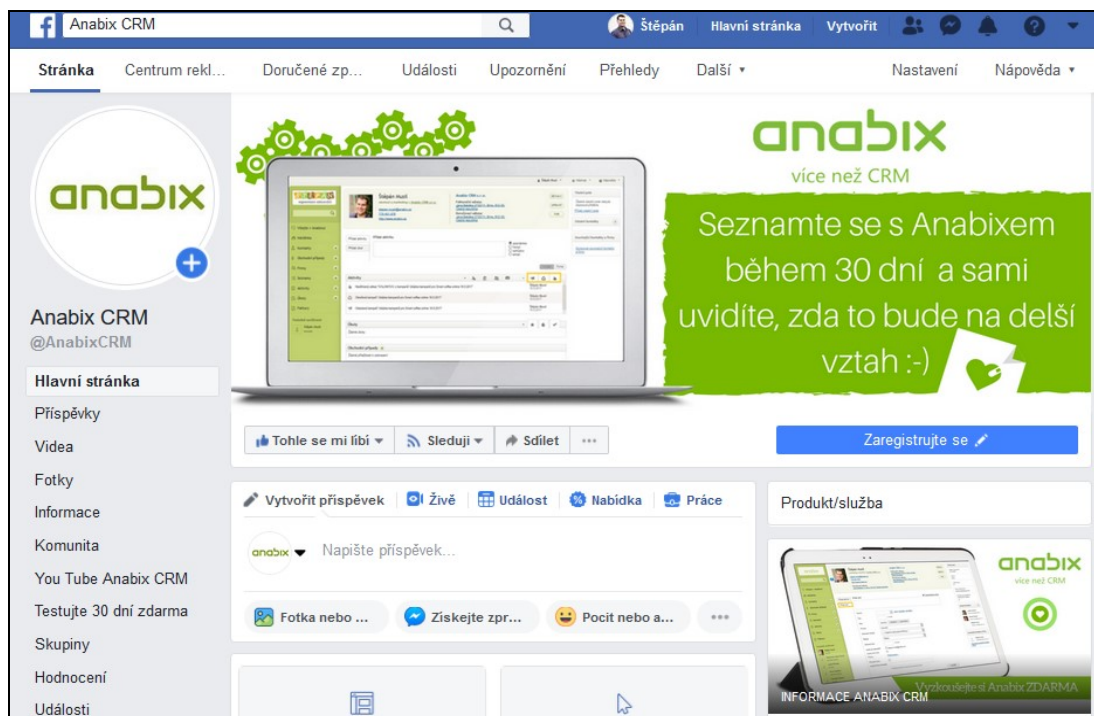 Anabix CRM
Štěpán
Hlavní stránka
Vytvořit
Stránka
Centrum rekl...
Doručené zp...
Události
Upozornění
Přehledy
Další
Nastavení
Nápověda
anabix
Anabix CRM
@AnabixCRM
Hlavní stránka
Příspěvky
Videa
Fotky
Informace
Komunita
You Tube Anabix CRM
Testujte 30 dní zdarma
Skupiny
Hodnocení
Události
anabix
více než CRM
Seznamte se s Anabixem
během 30 dní a sami
uvidíte, zda to bude na delší
vztah :-)
Tohle se mi líbí
Sleduji
Sdílet
Zaregistrujte se
Vytvořit příspěvek
Živě
Událost
Nabídka
Práce
anabix
Napište příspěvek...
Fotka nebo ...
Získejte zpr...
Pocit nebo a...
Produkt/služba
anabix
více než CRM
Vyzkoušejte si Anabix ZDARMA
INFORMACE ANABIX CRM